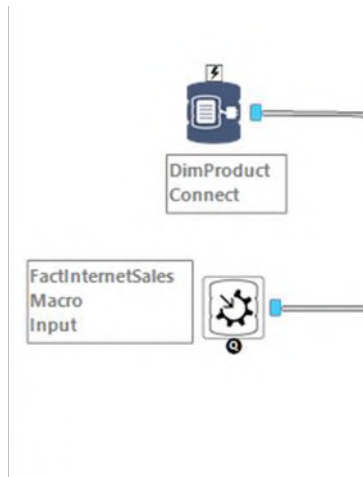 DimProduct
Connect
FactInternetSales
Macro
Input
Q